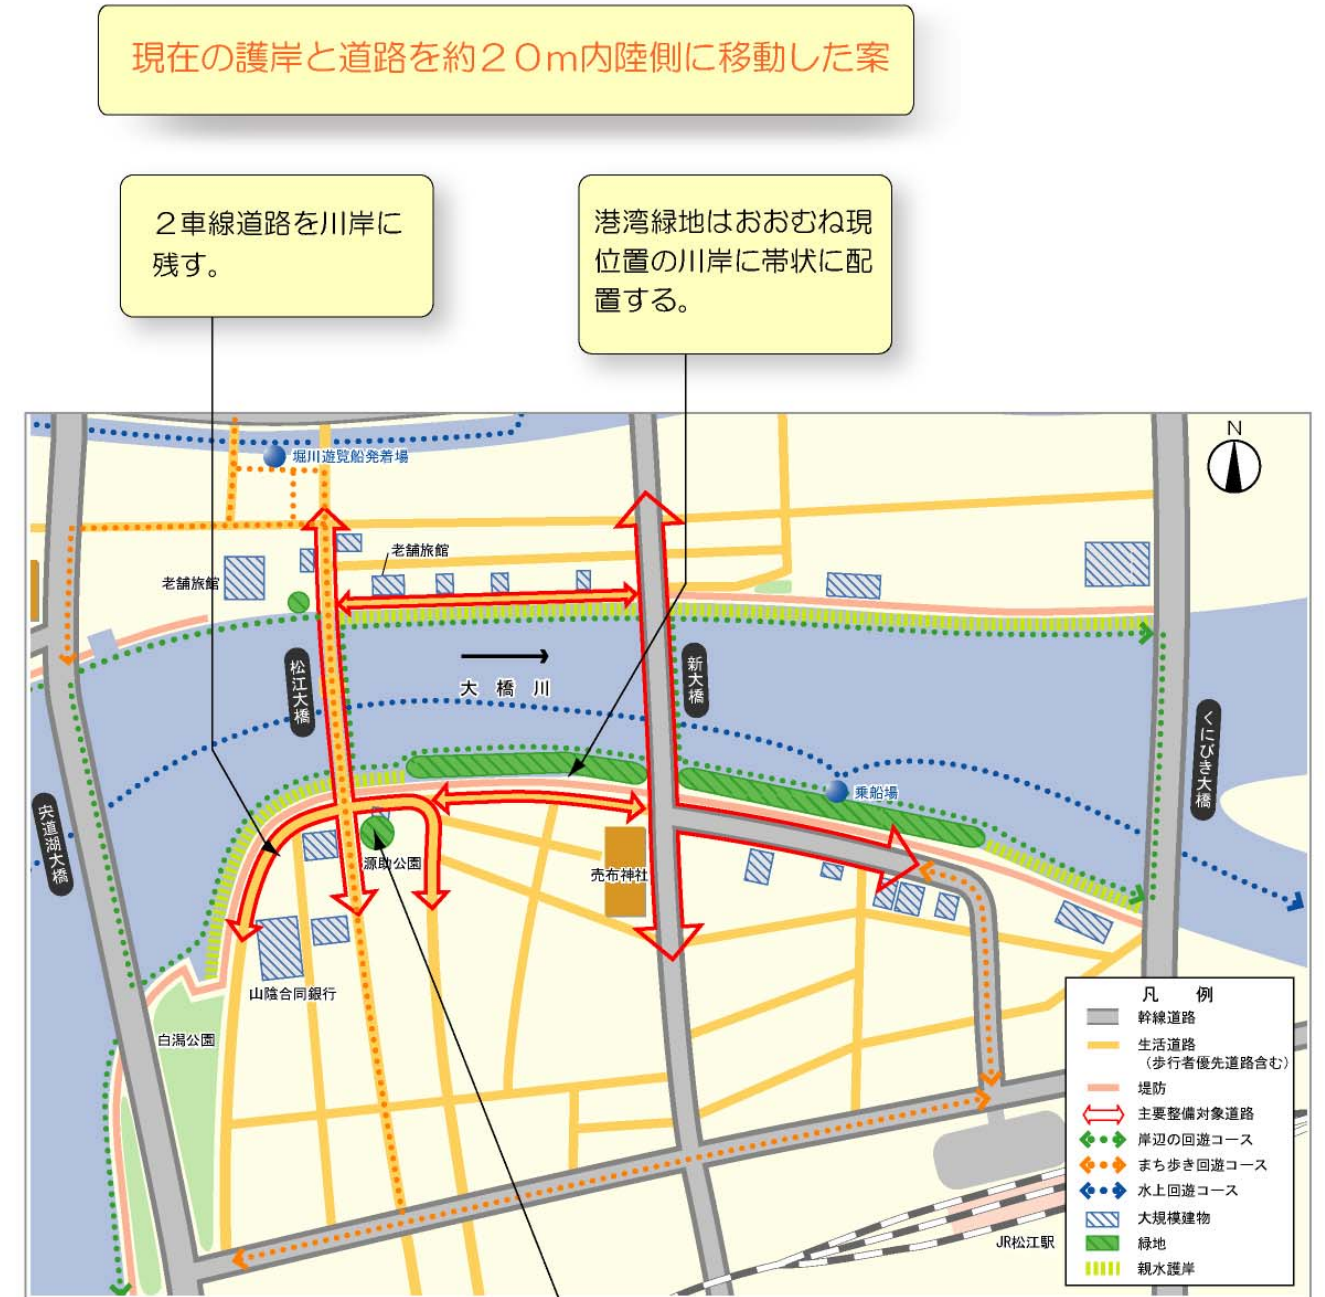 現在の護岸と道路を約２０ｍ内陸側に移動した案
２車線道路を川岸に
残す。
港湾緑地はおおむね現
位置の川岸に帯状に配
置する。
N
堀川遊覧船発着場
老舗旅館
老舗旅館
松江大橋
大橋川
新大橋
くにびき大橋
乗船場
宍道湖大橋
源助公園
売布神社
山陰合同銀行
白潟公園
JR松江駅
凡　例
幹線道路
生活道路
（歩行者優先道路含む）
堤防
主要整備対象道路
岸辺の回遊コース
まち歩き回遊コース
水上回遊コース
大規模建物
緑地
親水護岸